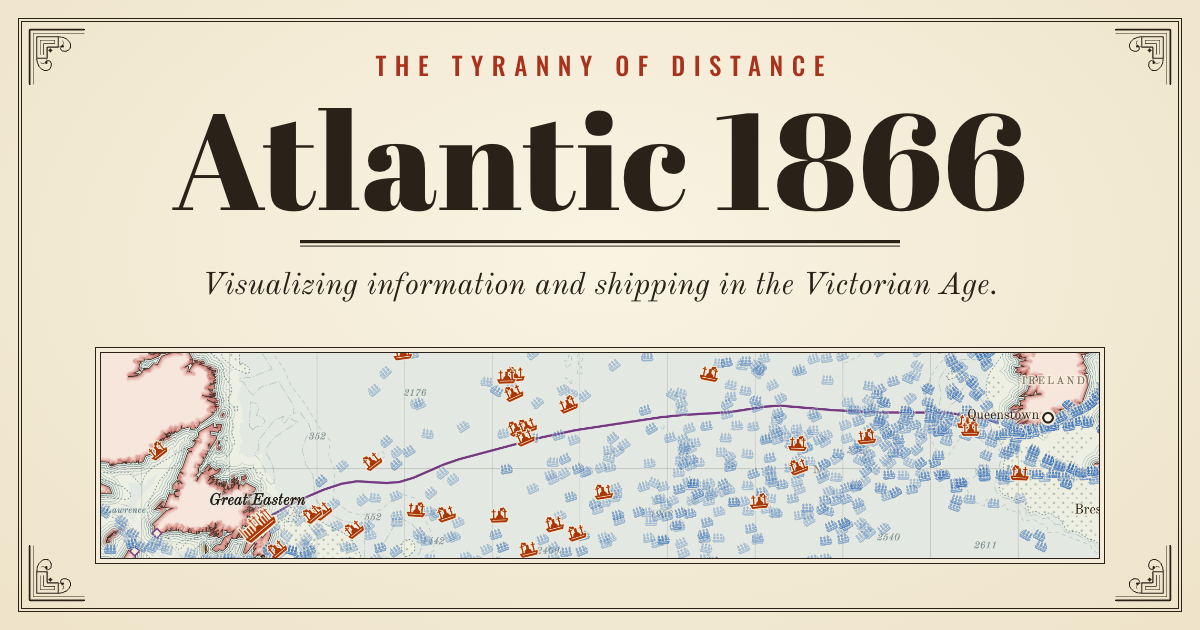 THE TYRANNY OF DISTANCE
Atlantic 1866
Visualizing information and shipping in the Victorian Age.
IRELAND
2176
Queenstown
352
Great Eastern
Lawrence
552
Bres
2540
2611